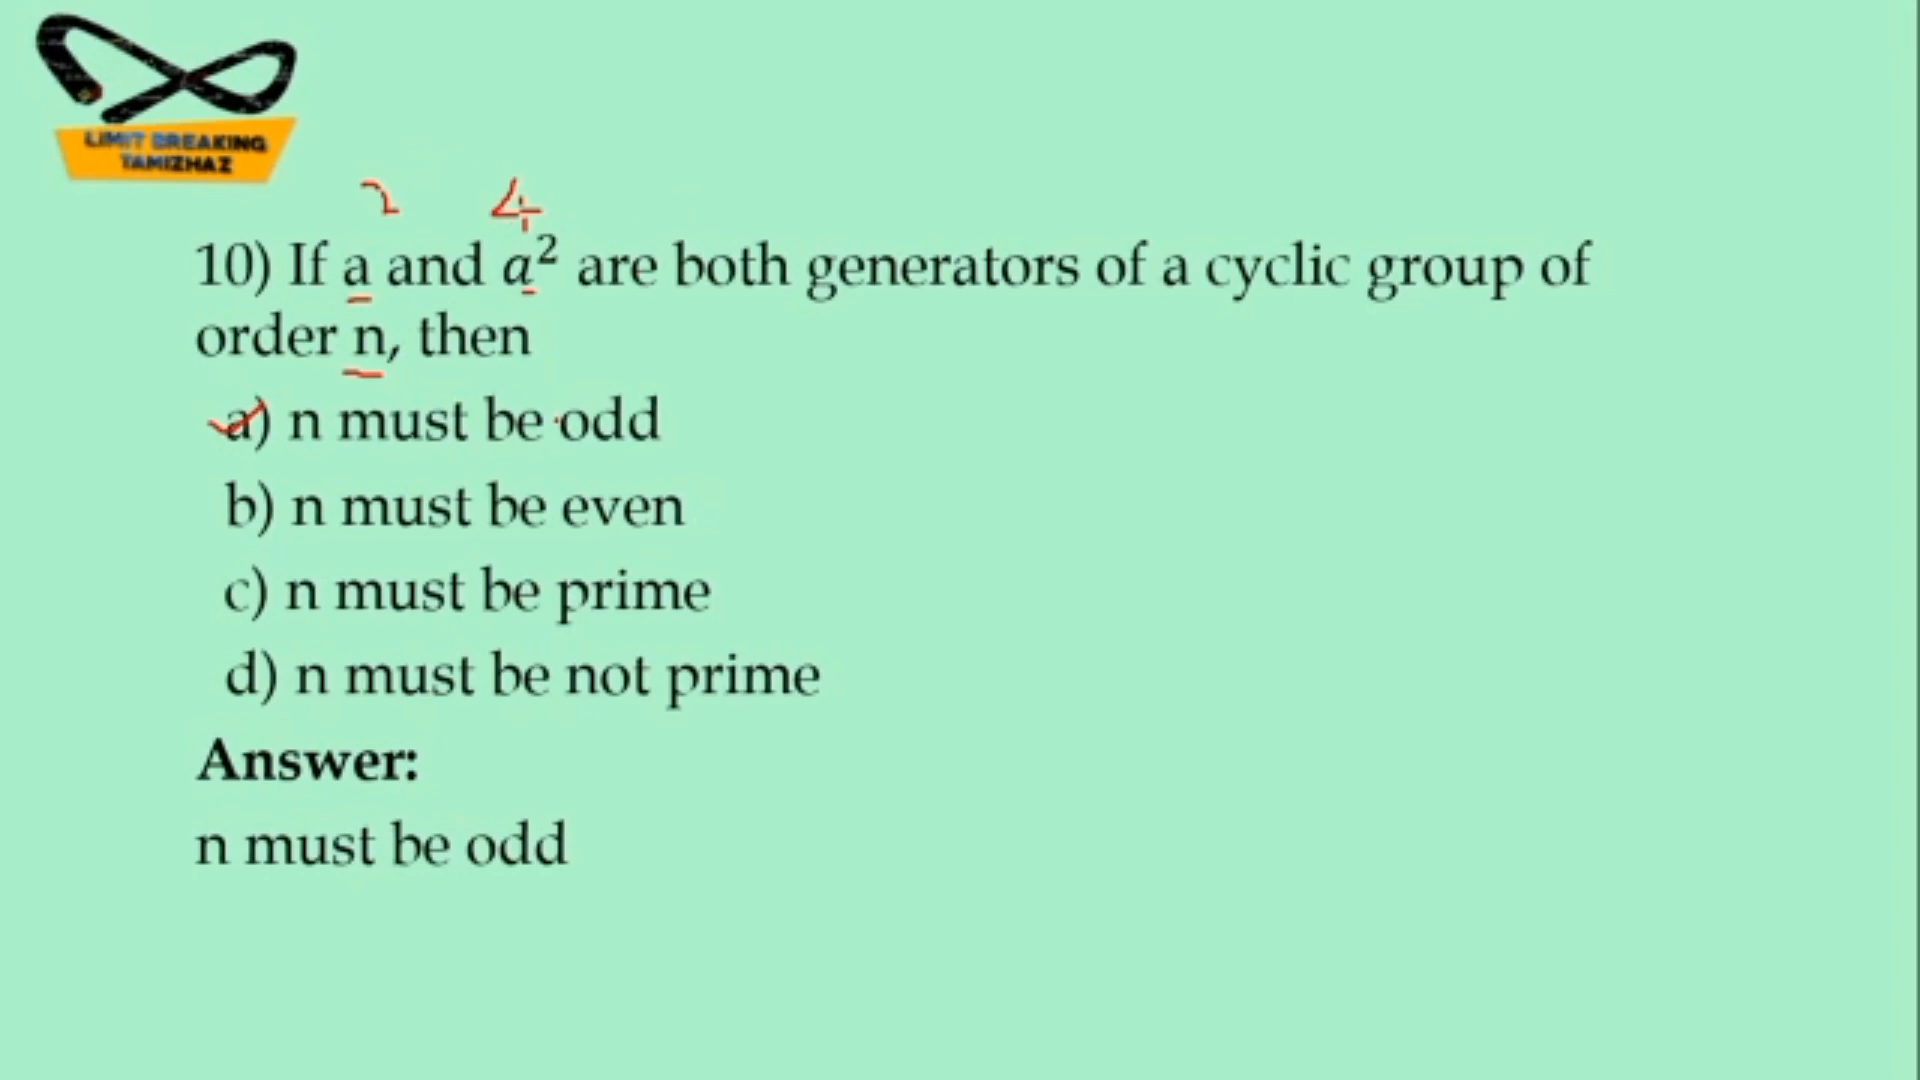 LIMIT BREAKING
TAMIZHAZ
2 4
10) If a and a² are both generators of a cyclic group of
order n, then
a) n must be odd
b) n must be even
c) n must be prime
d) n must be not prime
Answer:
n must be odd